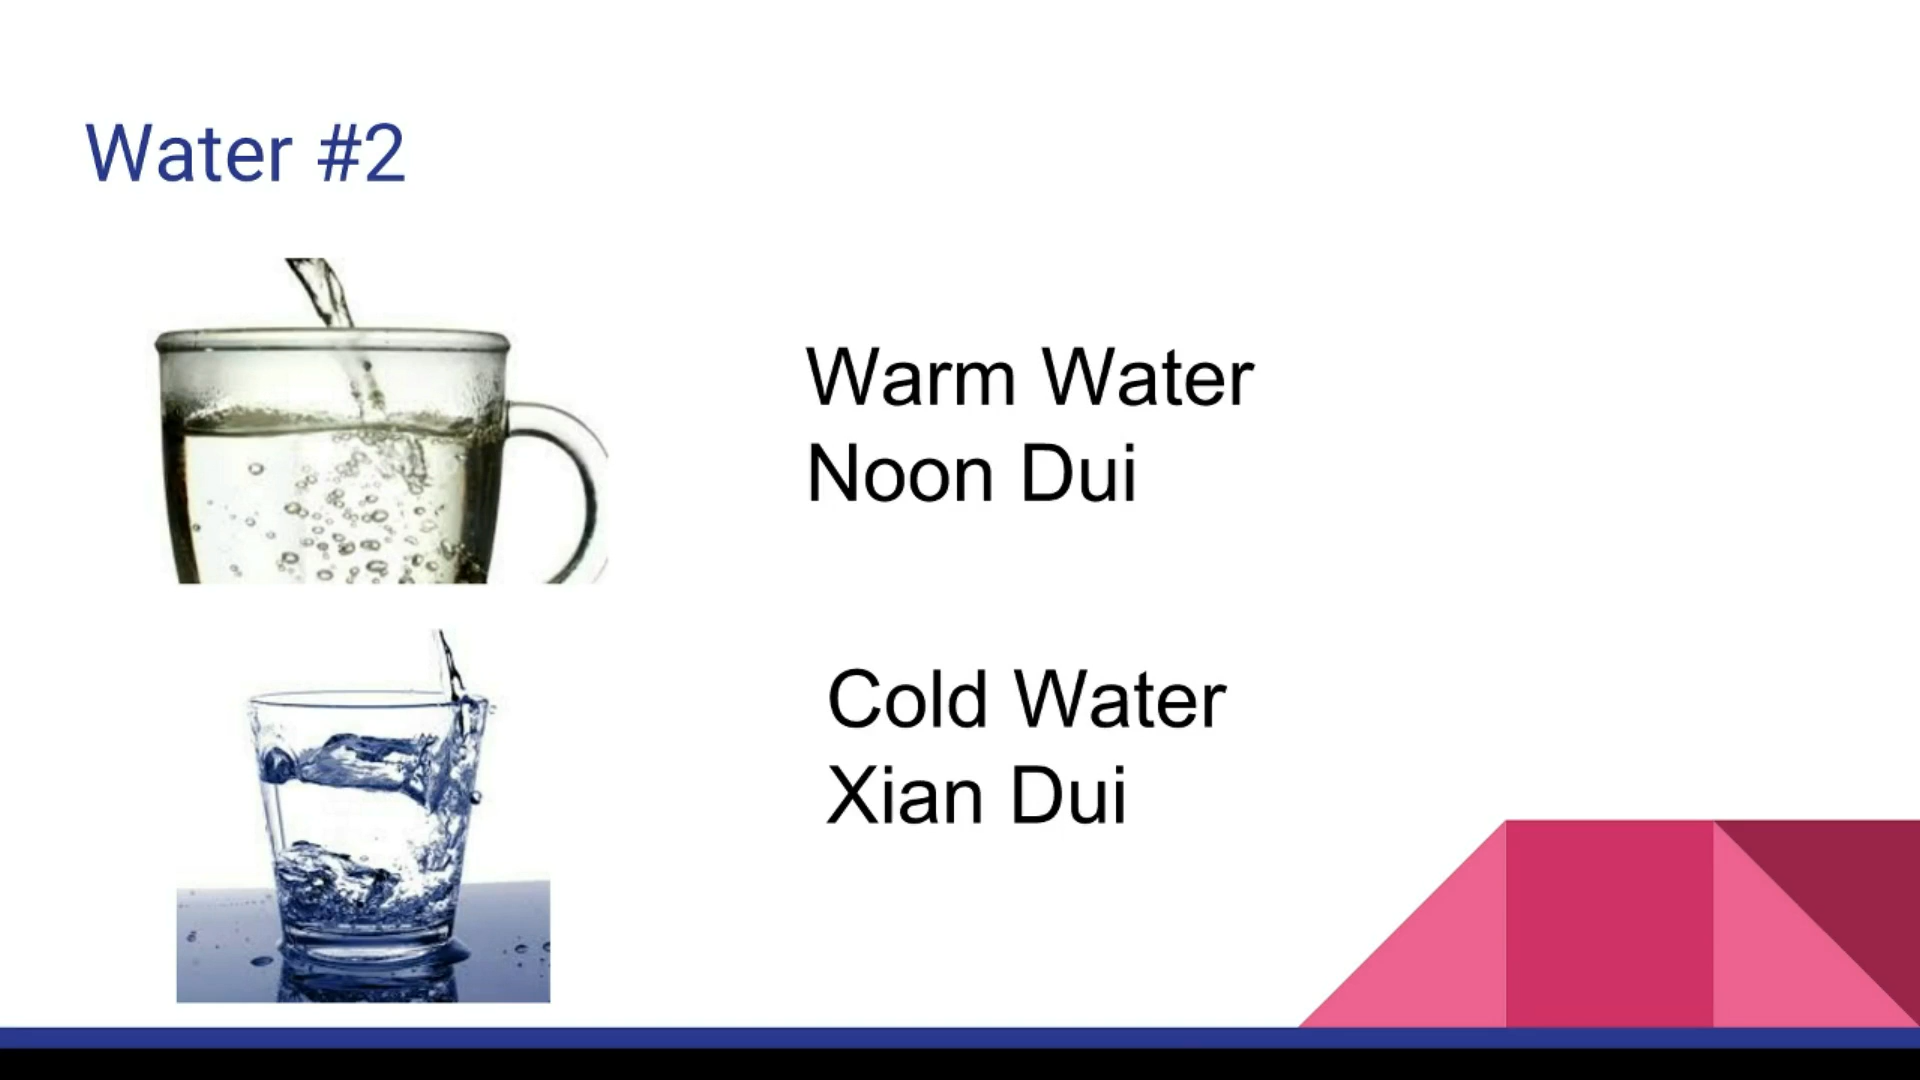 Water #2
Warm Water
Noon Dui
Cold Water
Xian Dui